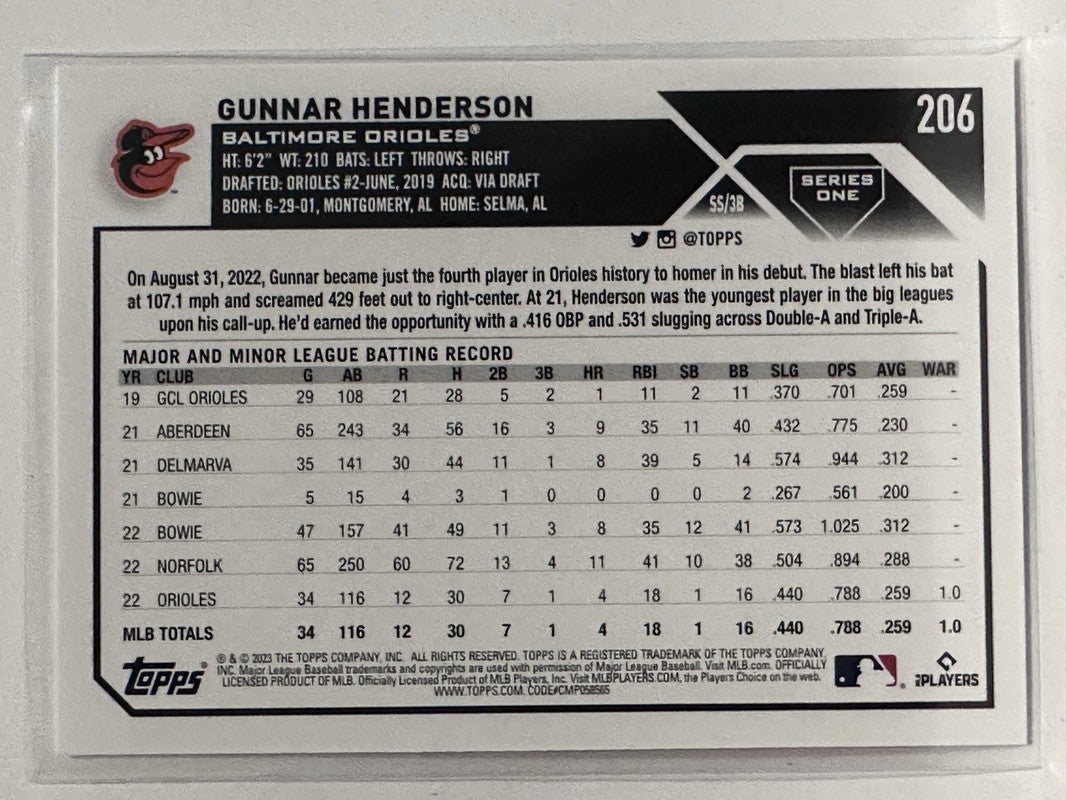 GUNNAR HENDERSON
206
BALTIMORE ORIOLES®
HT: 6'2" WT: 210 BATS: LEFT THROWS: RIGHT
DRAFTED: ORIOLES #2-JUNE, 2019 ACQ: VIA DRAFT
BORN: 6-29-01, MONTGOMERY, AL HOME: SELMA, AL
SS/3B
SERIES
ONE
@TOPPS
On August 31, 2022, Gunnar became just the fourth player in Orioles history to homer in his debut. The blast left his bat
at 107.1 mph and screamed 429 feet out to right-center. At 21, Henderson was the youngest player in the big leagues
upon his call-up. He'd earned the opportunity with a .416 OBP and .531 slugging across Double-A and Triple-A.
MAJOR AND MINOR LEAGUE BATTING RECORD
YR CLUB G AB R H 2B 3B HR RBI SB BB SLG OPS AVG WAR
19 GCL ORIOLES 29 108 21 28 5 2 1 11 2 11 .370 .701 .259 -
21 ABERDEEN 65 243 34 56 16 3 9 35 11 40 .432 .775 .230 -
21 DELMARVA 35 141 30 44 11 1 8 39 5 14 .574 .944 .312 -
21 BOWIE 5 15 4 3 1 0 0 0 0 2 .267 .561 .200 -
22 BOWIE 47 157 41 49 11 3 8 35 12 41 .573 1.025 .312 -
22 NORFOLK 65 250 60 72 13 4 11 41 10 38 .504 .894 .288 -
22 ORIOLES 34 116 12 30 7 1 4 18 1 16 .440 .788 .259 1.0
MLB TOTALS 34 116 12 30 7 1 4 18 1 16 .440 .788 .259 1.0
Topps®
® & © 2023 THE TOPPS COMPANY, INC. ALL RIGHTS RESERVED. TOPPS IS A REGISTERED TRADEMARK OF THE TOPPS COMPANY,
INC. Major League Baseball trademarks and copyrights are used with permission of Major League Baseball. Visit MLB.com. OFFICIALLY
LICENSED PRODUCT OF MLB. Officially Licensed Product of MLB Players, Inc. Visit MLBPLAYERS.COM, the Players Choice on the web.
WWW.TOPPS.COM. CODE#CMP058565
MLB PLAYERS